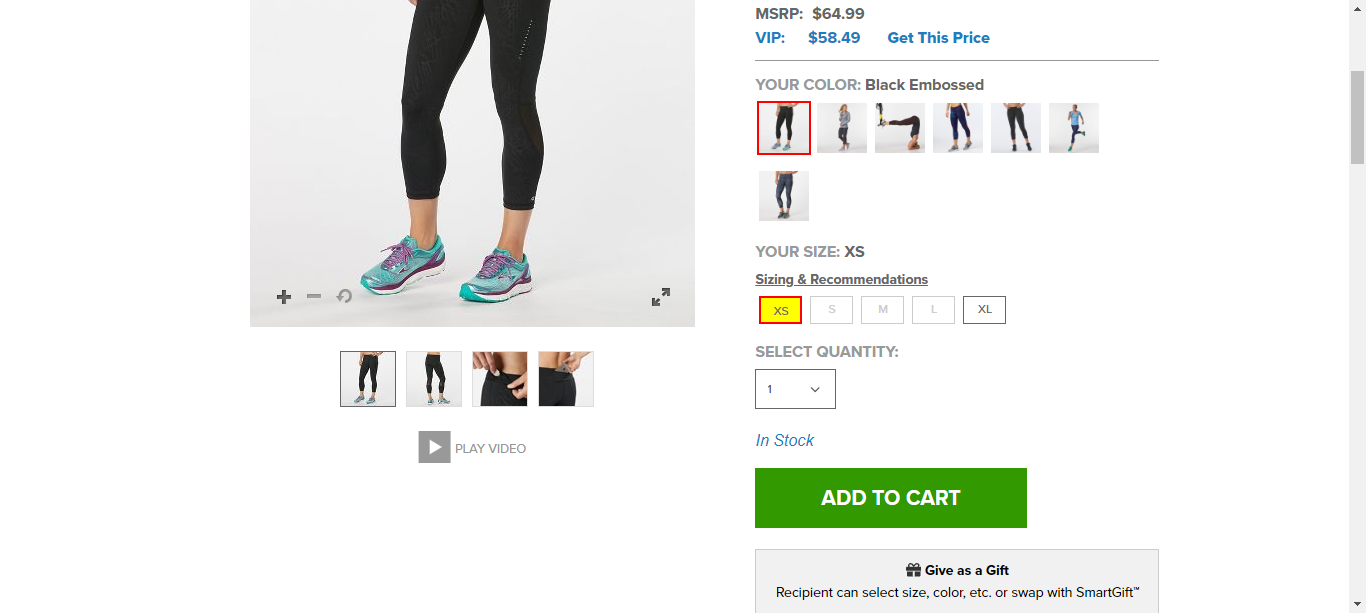 MSRP: $64.99
VIP: $58.49 Get This Price
YOUR COLOR: Black Embossed
YOUR SIZE: XS
Sizing & Recommendations
XS S M L XL
SELECT QUANTITY:
1
In Stock
ADD TO CART
PLAY VIDEO
Give as a Gift
Recipient can select size, color, etc. or swap with SmartGift™